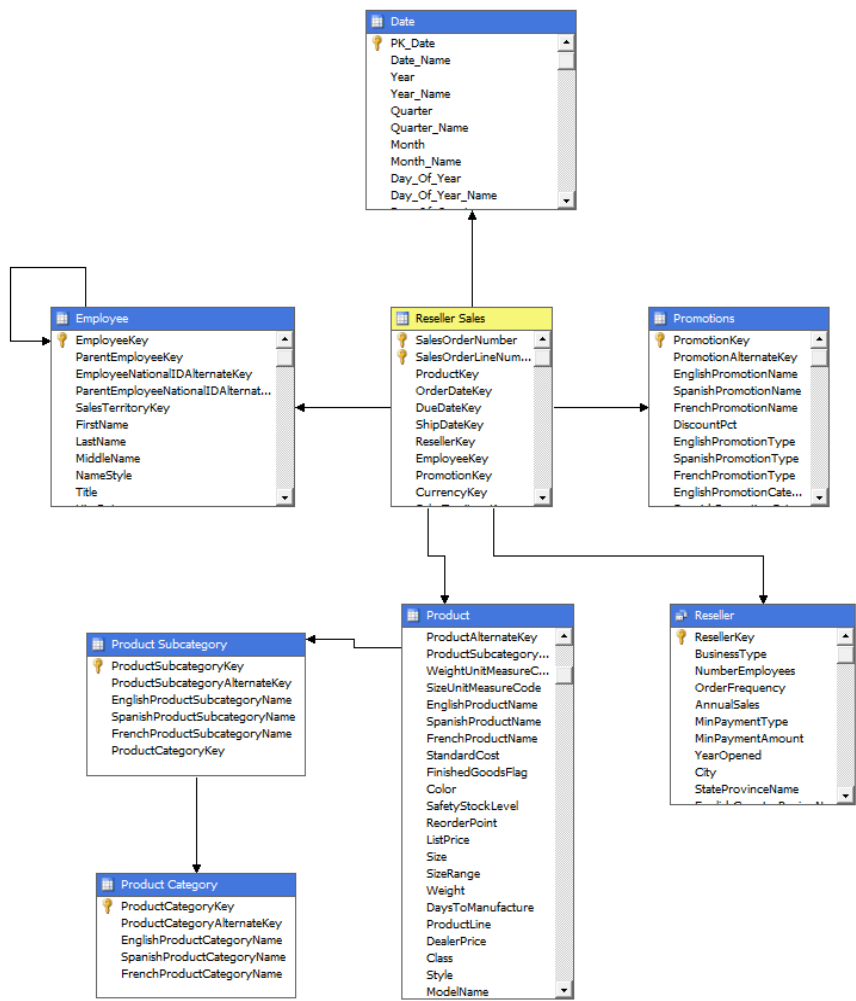 Date
PK_Date
Date_Name
Year
Year_Name
Quarter
Quarter_Name
Month
Month_Name
Day_Of_Year
Day_Of_Year_Name
Employee
EmployeeKey
ParentEmployeeKey
EmployeeNationalIDAlternateKey
ParentEmployeeNationalIDAlternat...
SalesTerritoryKey
FirstName
LastName
MiddleName
NameStyle
Title
Reseller Sales
SalesOrderNumber
SalesOrderLineNum...
ProductKey
OrderDateKey
DueDateKey
ShipDateKey
ResellerKey
EmployeeKey
PromotionKey
CurrencyKey
Promotions
PromotionKey
PromotionAlternateKey
EnglishPromotionName
SpanishPromotionName
FrenchPromotionName
DiscountPct
EnglishPromotionType
SpanishPromotionType
FrenchPromotionType
EnglishPromotionCate...
Product Subcategory
ProductSubcategoryKey
ProductSubcategoryAlternateKey
EnglishProductSubcategoryName
SpanishProductSubcategoryName
FrenchProductSubcategoryName
ProductCategoryKey
Product
ProductAlternateKey
ProductSubcategory...
WeightUnitMeasureC...
SizeUnitMeasureCode
EnglishProductName
SpanishProductName
FrenchProductName
StandardCost
FinishedGoodsFlag
Color
SafetyStockLevel
ReorderPoint
ListPrice
Size
SizeRange
Weight
DaysToManufacture
ProductLine
DealerPrice
Class
Style
ModelName
Reseller
ResellerKey
BusinessType
NumberEmployees
OrderFrequency
AnnualSales
MinPaymentType
MinPaymentAmount
YearOpened
City
StateProvinceName
Product Category
ProductCategoryKey
ProductCategoryAlternateKey
EnglishProductCategoryName
SpanishProductCategoryName
FrenchProductCategoryName